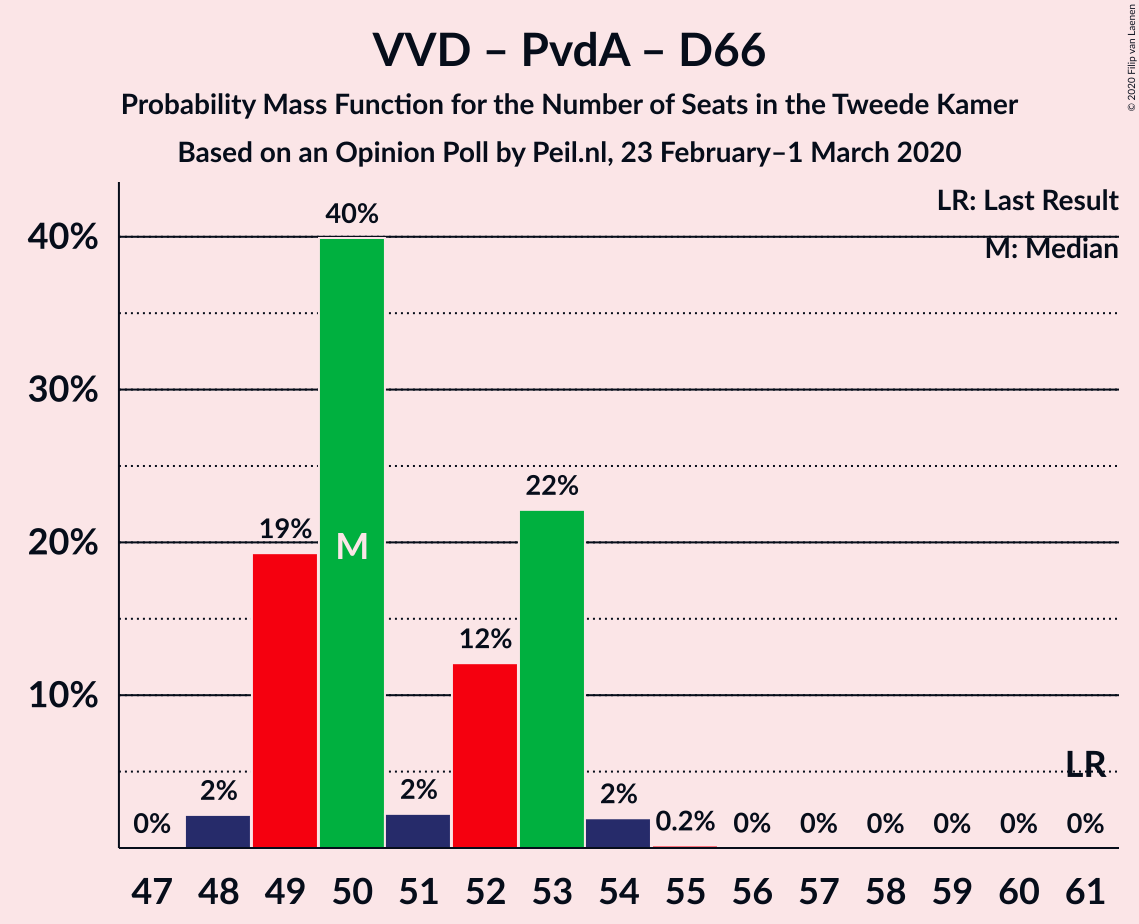 VVD – PvdA – D66
Probability Mass Function for the Number of Seats in the Tweede Kamer
Based on an Opinion Poll by Peil.nl, 23 February–1 March 2020
© 2020 Filip van Laenen
LR: Last Result
M: Median
40%
30%
20%
10%
0%
2%
19%
40%
M
2%
12%
22%
2%
0.2%
0%
0%
0%
0%
0%
0%
LR
47 48 49 50 51 52 53 54 55 56 57 58 59 60 61